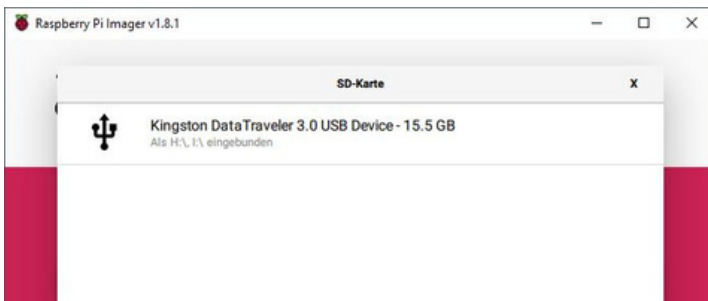 Raspberry Pi Imager v1.8.1
SD-Karte
X
Kingston DataTraveler 3.0 USB Device - 15.5 GB
Als H:\, I:\ eingebunden